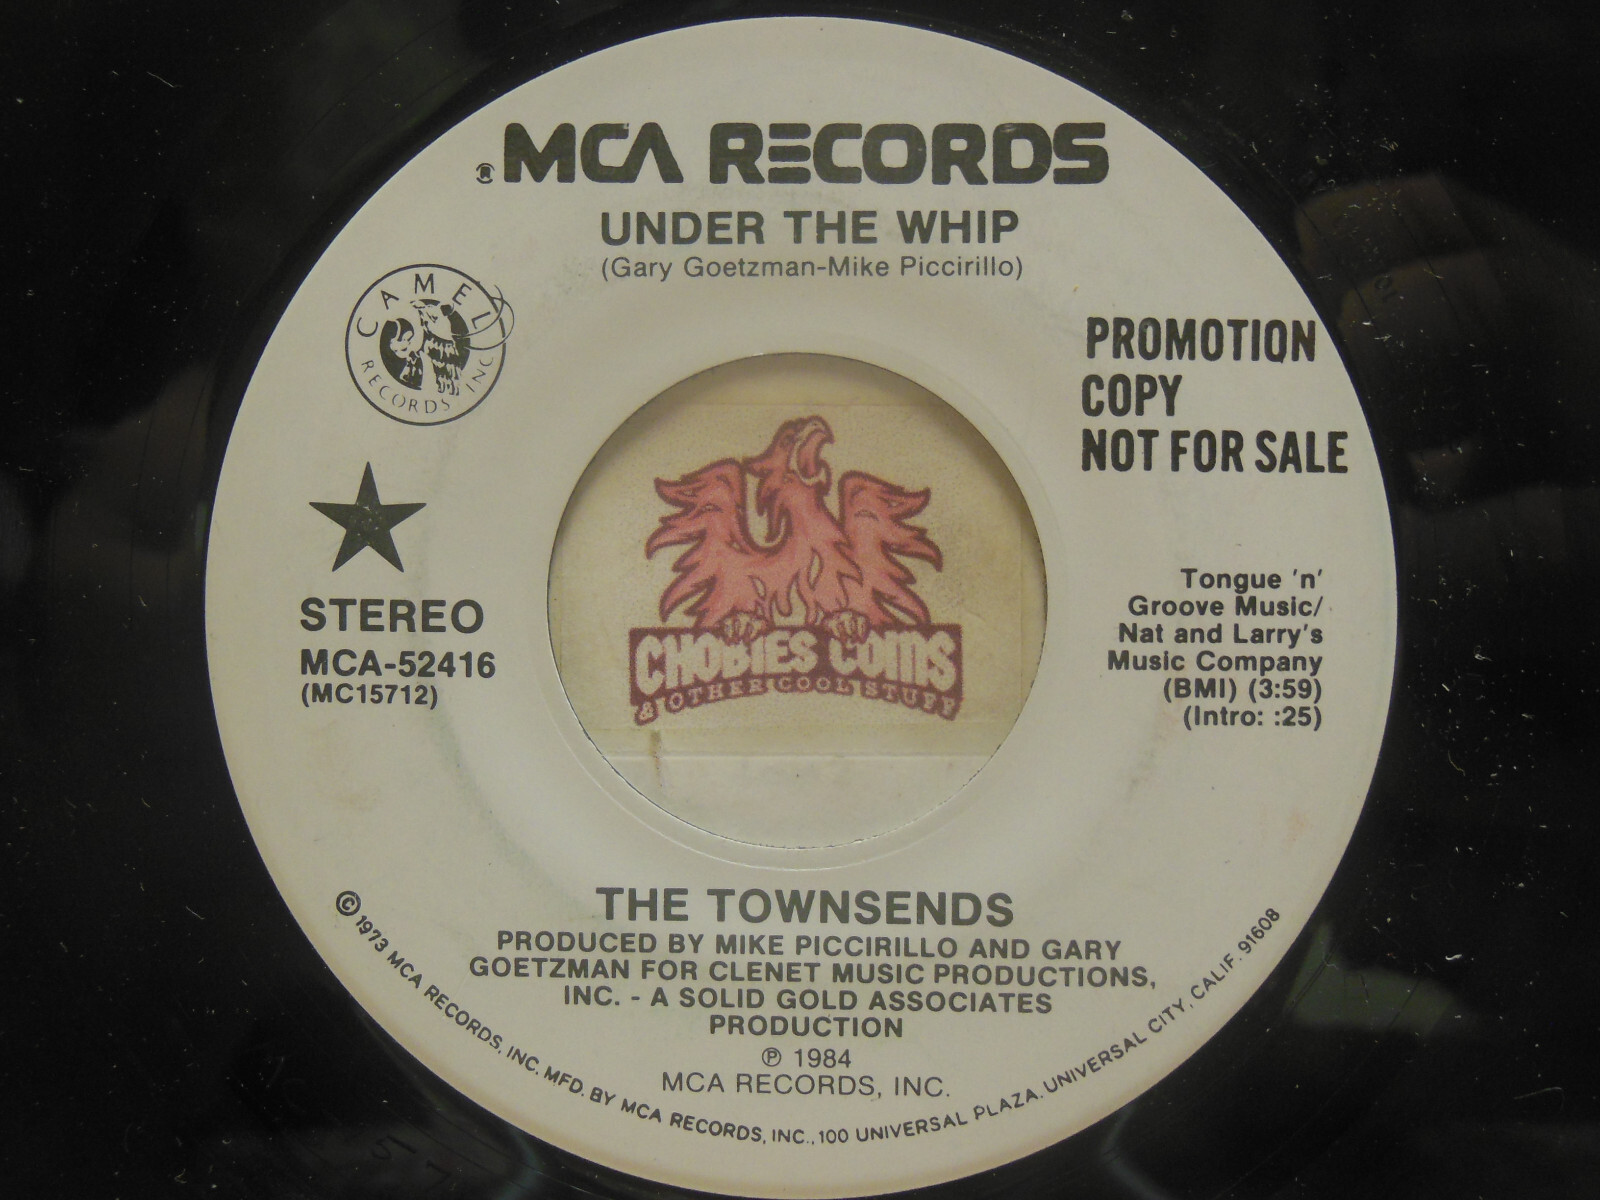 MCA RECORDS
UNDER THE WHIP
(Gary Goetzman-Mike Piccirillo)
CAMEL
RECORDS, INC.
PROMOTION
COPY
NOT FOR SALE
STEREO
MCA-52416
(MC15712)
Tongue 'n'
Groove Music/
Nat and Larry's
Music Company
(BMI) (3:59)
(Intro: :25)
CHOBIES COINS
& OTHER COOL STUFF
THE TOWNSENDS
PRODUCED BY MIKE PICCIRILLO AND GARY
GOETZMAN FOR CLENET MUSIC PRODUCTIONS,
INC. - A SOLID GOLD ASSOCIATES
PRODUCTION
℗ 1984
MCA RECORDS, INC.
© 1973 MCA RECORDS, INC. MFD. BY MCA RECORDS, INC., 100 UNIVERSAL PLAZA, UNIVERSAL CITY, CALIF. 91608